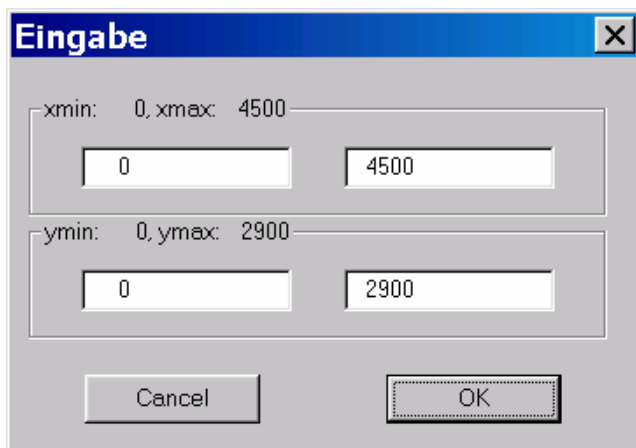 Eingabe
xmin: 0, xmax: 4500
0 4500
ymin: 0, ymax: 2900
0 2900
Cancel OK